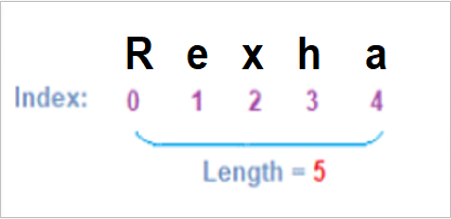 R e x h a
Index: 0 1 2 3 4
Length = 5